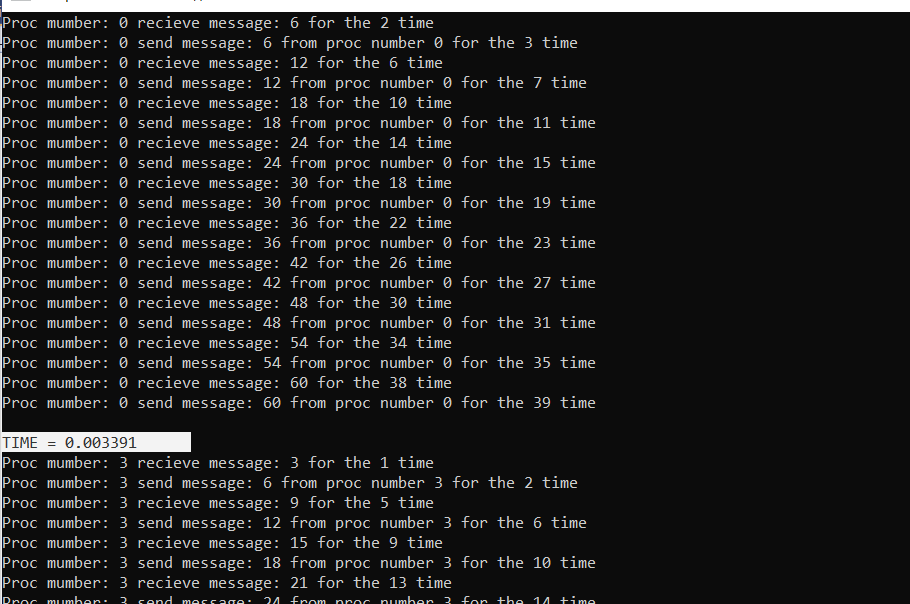 Proc mumber: 0 recieve message: 6 for the 2 time
Proc mumber: 0 send message: 6 from proc number 0 for the 3 time
Proc mumber: 0 recieve message: 12 for the 6 time
Proc mumber: 0 send message: 12 from proc number 0 for the 7 time
Proc mumber: 0 recieve message: 18 for the 10 time
Proc mumber: 0 send message: 18 from proc number 0 for the 11 time
Proc mumber: 0 recieve message: 24 for the 14 time
Proc mumber: 0 send message: 24 from proc number 0 for the 15 time
Proc mumber: 0 recieve message: 30 for the 18 time
Proc mumber: 0 send message: 30 from proc number 0 for the 19 time
Proc mumber: 0 recieve message: 36 for the 22 time
Proc mumber: 0 send message: 36 from proc number 0 for the 23 time
Proc mumber: 0 recieve message: 42 for the 26 time
Proc mumber: 0 send message: 42 from proc number 0 for the 27 time
Proc mumber: 0 recieve message: 48 for the 30 time
Proc mumber: 0 send message: 48 from proc number 0 for the 31 time
Proc mumber: 0 recieve message: 54 for the 34 time
Proc mumber: 0 send message: 54 from proc number 0 for the 35 time
Proc mumber: 0 recieve message: 60 for the 38 time
Proc mumber: 0 send message: 60 from proc number 0 for the 39 time
TIME = 0.003391
Proc mumber: 3 recieve message: 3 for the 1 time
Proc mumber: 3 send message: 6 from proc number 3 for the 2 time
Proc mumber: 3 recieve message: 9 for the 5 time
Proc mumber: 3 send message: 12 from proc number 3 for the 6 time
Proc mumber: 3 recieve message: 15 for the 9 time
Proc mumber: 3 send message: 18 from proc number 3 for the 10 time
Proc mumber: 3 recieve message: 21 for the 13 time
Proc mumber: 3 send message: 24 from proc number 3 for the 14 time